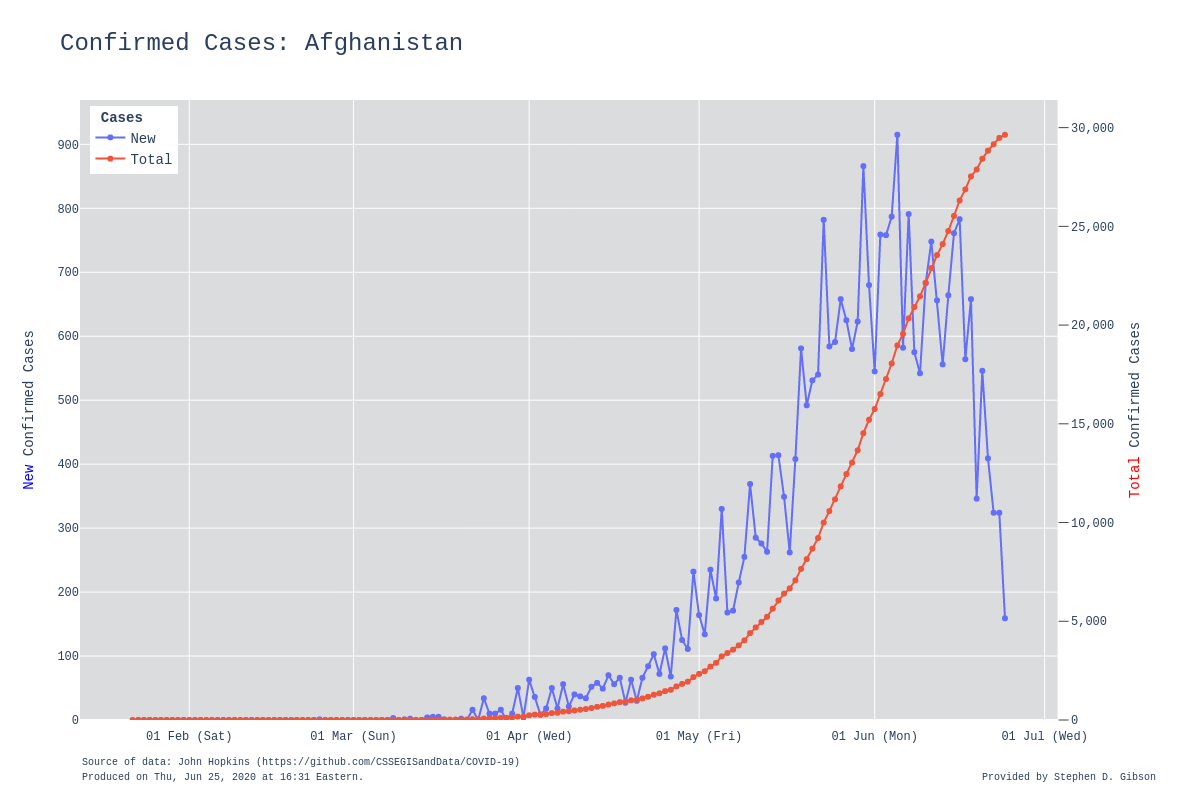 Confirmed Cases: Afghanistan
Cases
New
Total
900
800
700
600
500
400
300
200
100
0
New Confirmed Cases
30,000
25,000
20,000
15,000
10,000
5,000
0
Total Confirmed Cases
01 Feb (Sat) 01 Mar (Sun) 01 Apr (Wed) 01 May (Fri) 01 Jun (Mon) 01 Jul (Wed)
Source of data: John Hopkins (https://github.com/CSSEGISandData/COVID-19)
Produced on Thu, Jun 25, 2020 at 16:31 Eastern.
Provided by Stephen D. Gibson